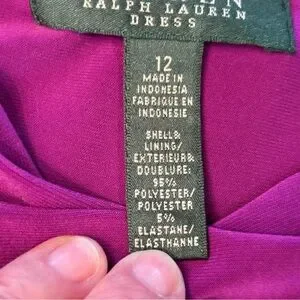 RALPH LAUREN
DRESS
12
MADE IN
INDONESIA
FABRIQUE EN
INDONESIE
SHELL&
LINING/
EXTERIEUR&
DOUBLURE:
95%
POLYESTER/
POLYESTER
5%
ELASTANE/
ELASTHANNE